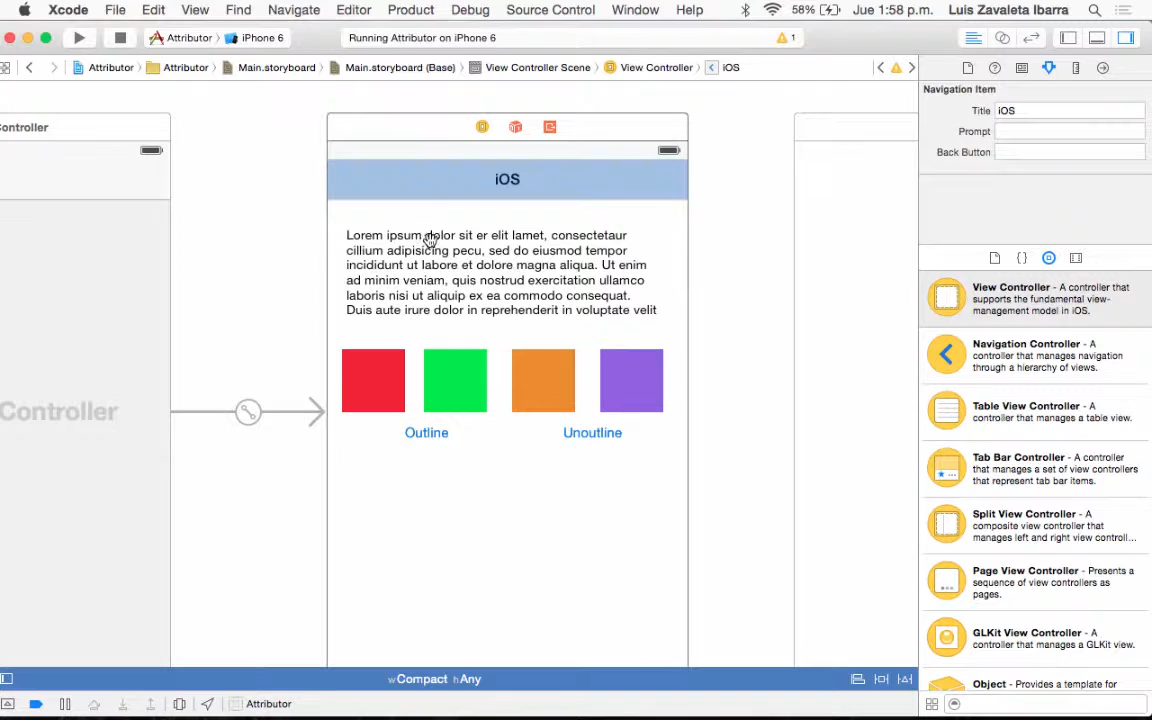 Xcode File Edit View Find Navigate Editor Product Debug Source Control Window Help 58% Jue 1:58 p.m. Luis Zavaleta Ibarra
Attributor iPhone 6 Running Attributor on iPhone 6 1
Attributor Attributor Main.storyboard Main.storyboard (Base) View Controller Scene View Controller iOS
Navigation Item
Title iOS
Prompt
Back Button
Controller
iOS
Lorem ipsum dolor sit er elit lamet, consectetaur
cillium adipisicing pecu, sed do eiusmod tempor
incididunt ut labore et dolore magna aliqua. Ut enim
ad minim veniam, quis nostrud exercitation ullamco
laboris nisi ut aliquip ex ea commodo consequat.
Duis aute irure dolor in reprehenderit in voluptate velit
Controller
Outline Unoutline
View Controller - A controller that
supports the fundamental view-
management model in iOS.
Navigation Controller - A
controller that manages navigation
through a hierarchy of views.
Table View Controller - A
controller that manages a table view.
Tab Bar Controller - A controller
that manages a set of view controllers
that represent tab bar items.
Split View Controller - A
composite view controller that
manages left and right view controll...
Page View Controller - Presents a
sequence of view controllers as
pages.
GLKit View Controller - A
controller that manages a GLKit view.
Object - Provides a template for
wCompact hAny
Attributor